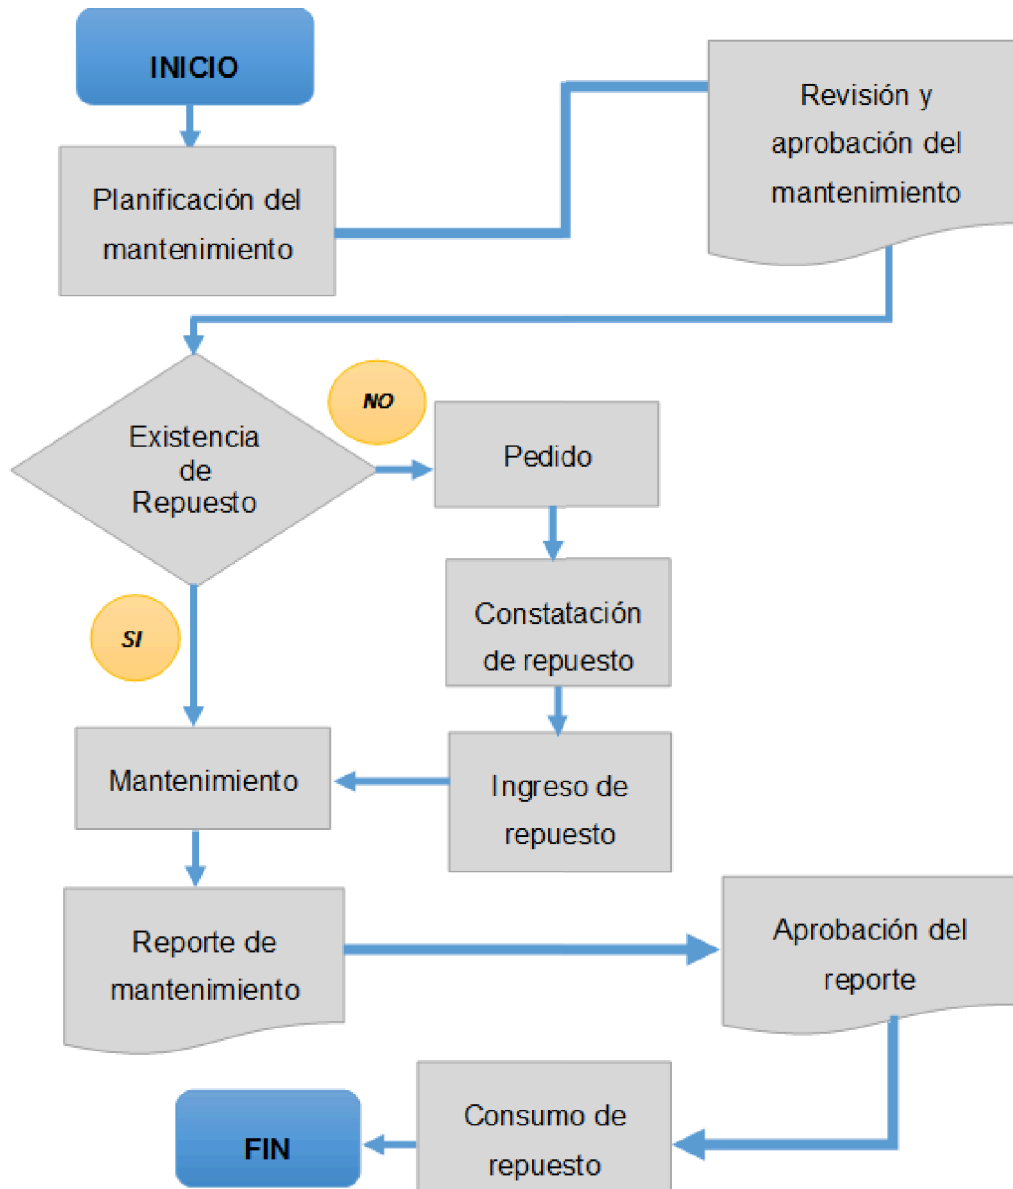 INICIO
Planificación del
mantenimiento
Revisión y
aprobación del
mantenimiento
Existencia
de
Repuesto
NO
Pedido
Constatación
de repuesto
SI
Mantenimiento
Ingreso de
repuesto
Reporte de
mantenimiento
Aprobación del
reporte
Consumo de
repuesto
FIN